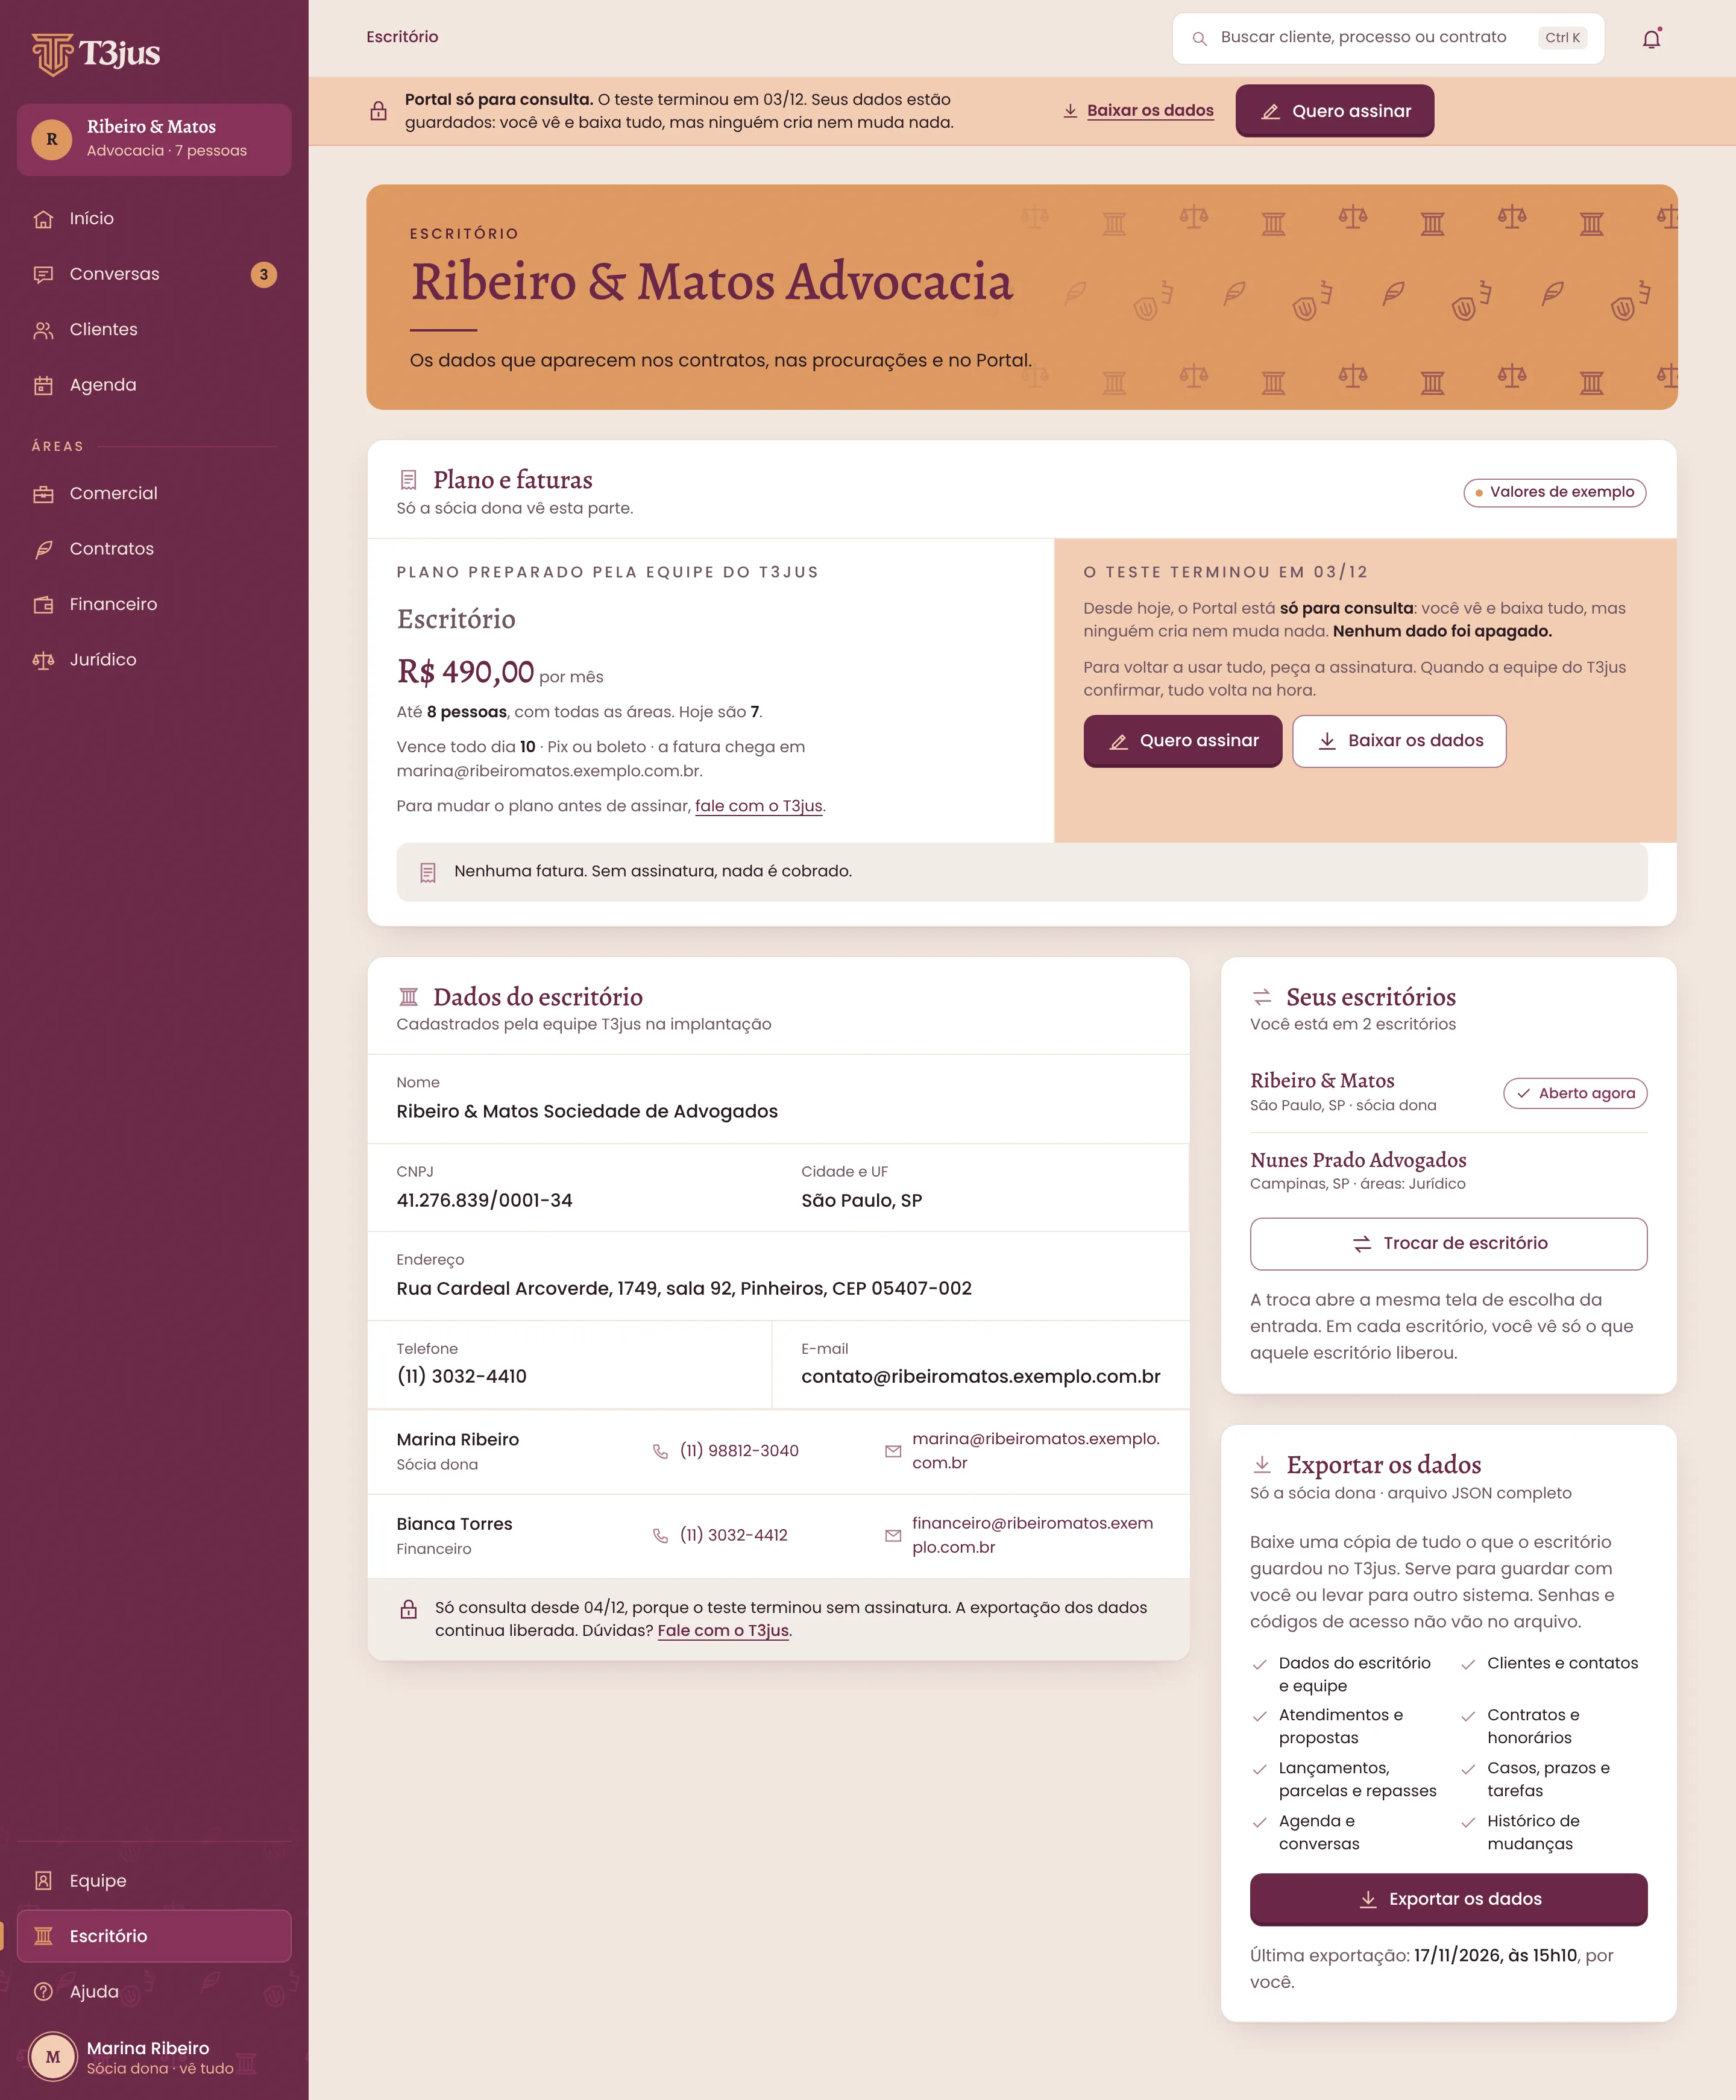 T3jus
R
Ribeiro & Matos
Advocacia · 7 pessoas
Início
Conversas
3
Clientes
Agenda
ÁREAS
Comercial
Contratos
Financeiro
Jurídico
Equipe
Escritório
Ajuda
M
Marina Ribeiro
Sócia dona · vê tudo
Escritório
Buscar cliente, processo ou contrato
Ctrl K
Portal só para consulta. O teste terminou em 03/12. Seus dados estão
guardados: você vê e baixa tudo, mas ninguém cria nem muda nada.
Baixar os dados
Quero assinar
ESCRITÓRIO
Ribeiro & Matos Advocacia
Os dados que aparecem nos contratos, nas procurações e no Portal.
Plano e faturas
Só a sócia dona vê esta parte.
Valores de exemplo
PLANO PREPARADO PELA EQUIPE DO T3JUS
Escritório
R$ 490,00 por mês
Até 8 pessoas, com todas as áreas. Hoje são 7.
Vence todo dia 10 · Pix ou boleto · a fatura chega em
marina@ribeiromatos.exemplo.com.br.
Para mudar o plano antes de assinar, fale com o T3jus.
O TESTE TERMINOU EM 03/12
Desde hoje, o Portal está só para consulta: você vê e baixa tudo, mas
ninguém cria nem muda nada. Nenhum dado foi apagado.
Para voltar a usar tudo, peça a assinatura. Quando a equipe do T3jus
confirmar, tudo volta na hora.
Quero assinar
Baixar os dados
Nenhuma fatura. Sem assinatura, nada é cobrado.
Dados do escritório
Cadastrados pela equipe T3jus na implantação
Nome
Ribeiro & Matos Sociedade de Advogados
CNPJ
41.276.839/0001-34
Cidade e UF
São Paulo, SP
Endereço
Rua Cardeal Arcoverde, 1749, sala 92, Pinheiros, CEP 05407-002
Telefone
(11) 3032-4410
E-mail
contato@ribeiromatos.exemplo.com.br
Marina Ribeiro
Sócia dona
(11) 98812-3040
marina@ribeiromatos.exemplo.
com.br
Bianca Torres
Financeiro
(11) 3032-4412
financeiro@ribeiromatos.exem
plo.com.br
Só consulta desde 04/12, porque o teste terminou sem assinatura. A exportação dos dados
continua liberada. Dúvidas? Fale com o T3jus.
Seus escritórios
Você está em 2 escritórios
Ribeiro & Matos
São Paulo, SP · sócia dona
Aberto agora
Nunes Prado Advogados
Campinas, SP · áreas: Jurídico
Trocar de escritório
A troca abre a mesma tela de escolha da
entrada. Em cada escritório, você vê só o que
aquele escritório liberou.
Exportar os dados
Só a sócia dona · arquivo JSON completo
Baixe uma cópia de tudo o que o escritório
guardou no T3jus. Serve para guardar com
você ou levar para outro sistema. Senhas e
códigos de acesso não vão no arquivo.
Dados do escritório
e equipe
Clientes e contatos
Atendimentos e
propostas
Contratos e
honorários
Lançamentos,
parcelas e repasses
Casos, prazos e
tarefas
Agenda e
conversas
Histórico de
mudanças
Exportar os dados
Última exportação: 17/11/2026, às 15h10, por
você.